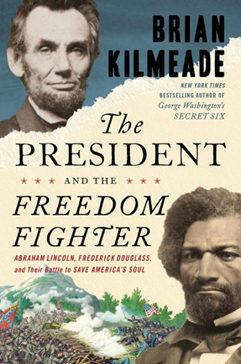 BRIAN
KILMEADE
NEW YORK TIMES
BESTSELLING AUTHOR OF
George Washington's
SECRET SIX
The
PRESIDENT
AND THE
FREEDOM
FIGHTER
ABRAHAM LINCOLN, FREDERICK DOUGLASS,
and Their Battle to SAVE AMERICA'S SOUL